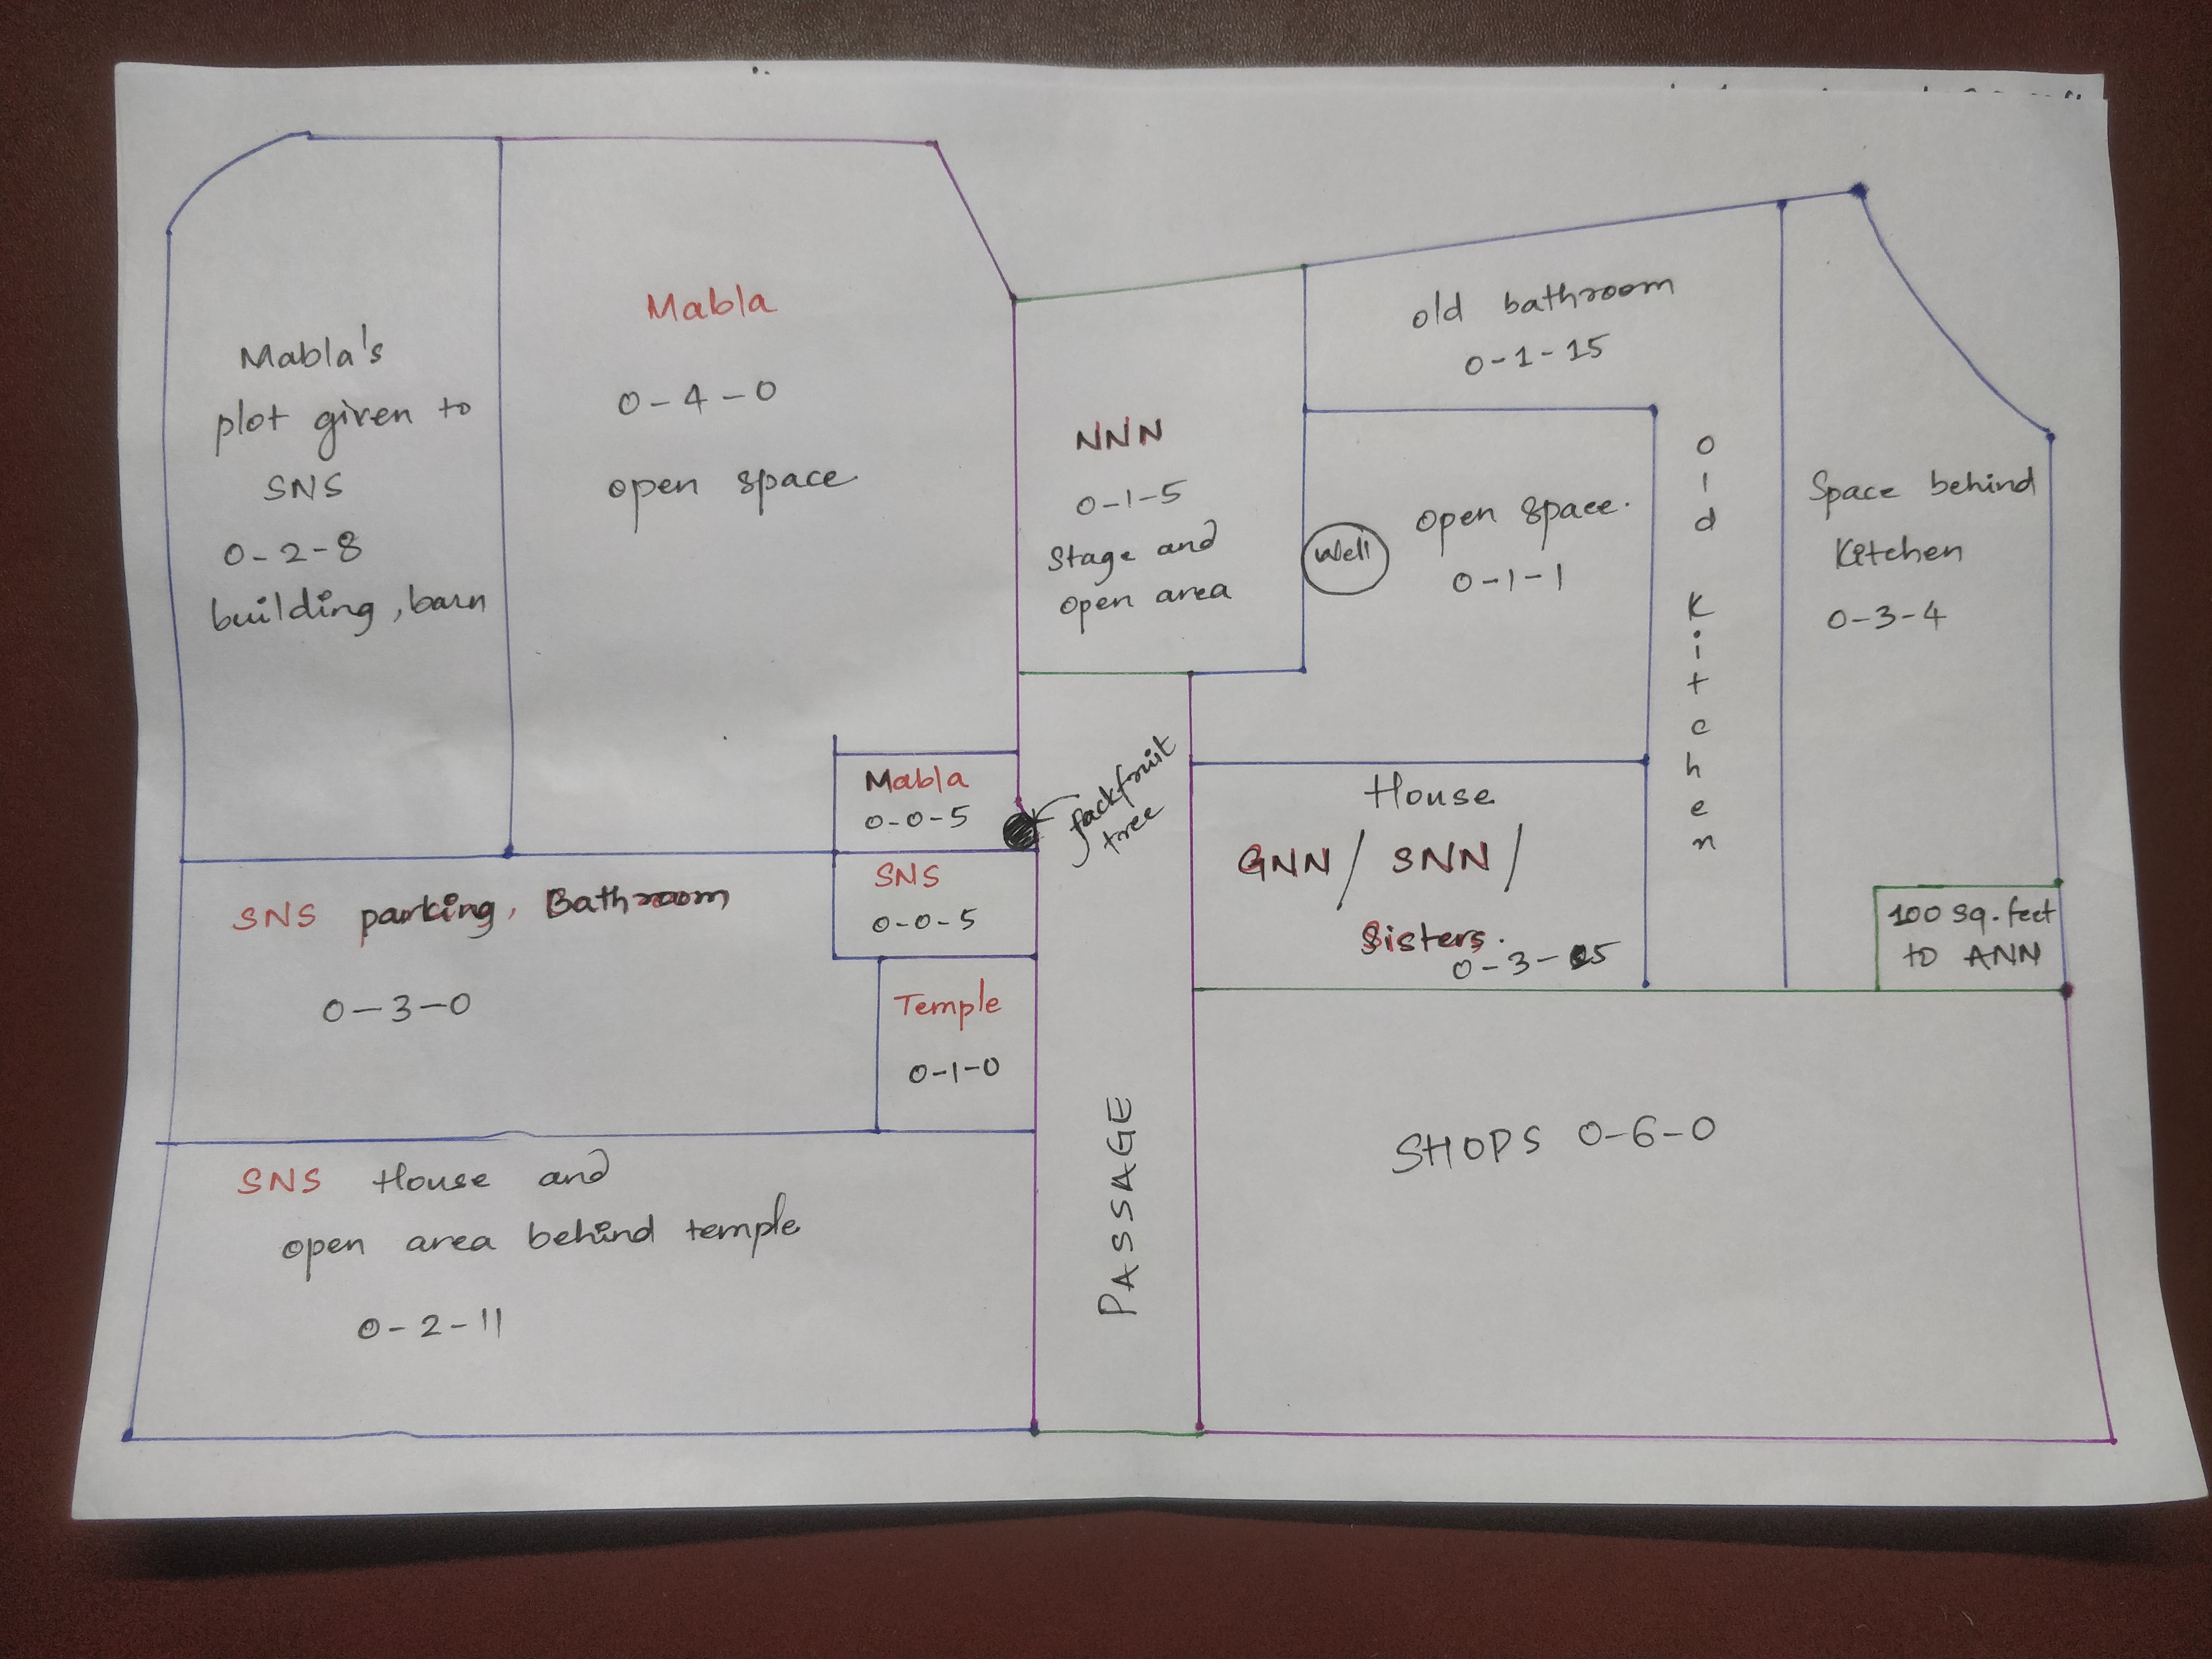 Mabla's
plot given to
SNS
0-2-8
building, barn
Mabla
0-4-0
open space
NNN
0-1-5
Stage and
open area
old bathroom
0-1-15
Well
open space.
0-1-1
old Kitchen
Space behind
Kitchen
0-3-4
Mabla
0-0-5
Jackfruit
tree
SNS
0-0-5
House
GNN/ SNN/
Sisters.
0-3-5
100 sq. feet
to ANN
SNS parking, Bathroom
0-3-0
Temple
0-1-0
PASSAGE
SHOPS 0-6-0
SNS House and
open area behind temple
0-2-11